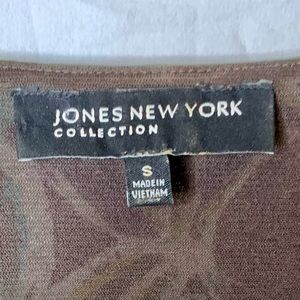 JONES NEW YORK
COLLECTION
S
MADE IN
VIETNAM